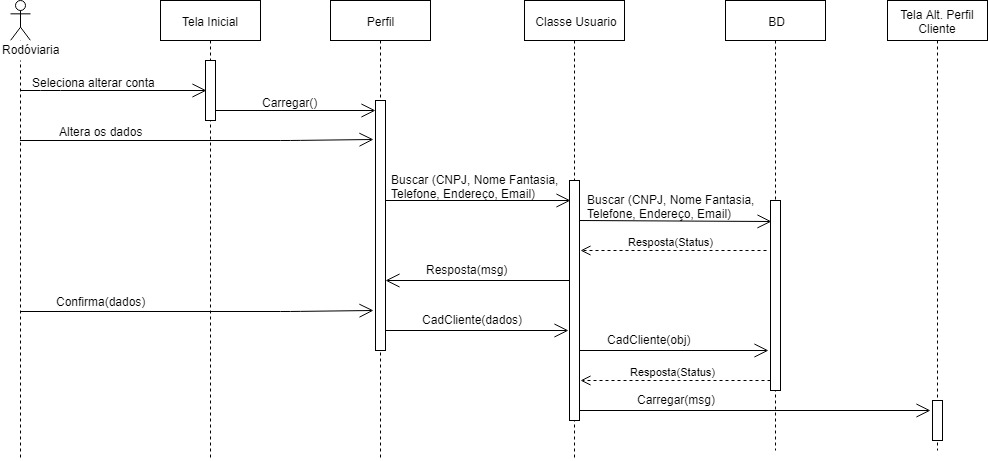 Tela Inicial
Perfil
Classe Usuario
BD
Tela Alt. Perfil
Cliente
Rodóviaria
Seleciona alterar conta
Carregar()
Altera os dados
Buscar (CNPJ, Nome Fantasia,
Telefone, Endereço, Email)
Buscar (CNPJ, Nome Fantasia,
Telefone, Endereço, Email)
Resposta(Status)
Resposta(msg)
Confirma(dados)
CadCliente(dados)
CadCliente(obj)
Resposta(Status)
Carregar(msg)